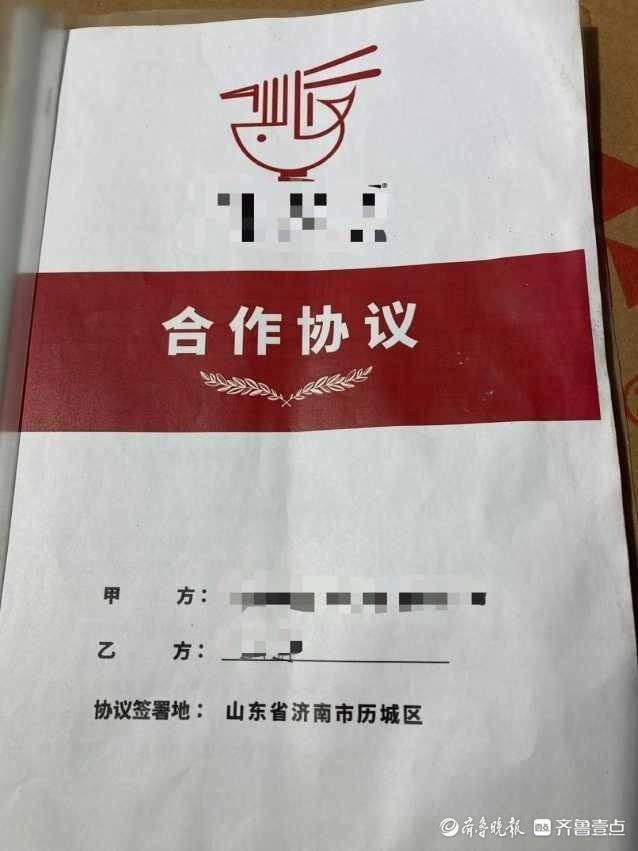 合作协议
甲 方：
乙 方：
协议签署地： 山东省济南市历城区
齐鲁晚报 齐鲁壹点